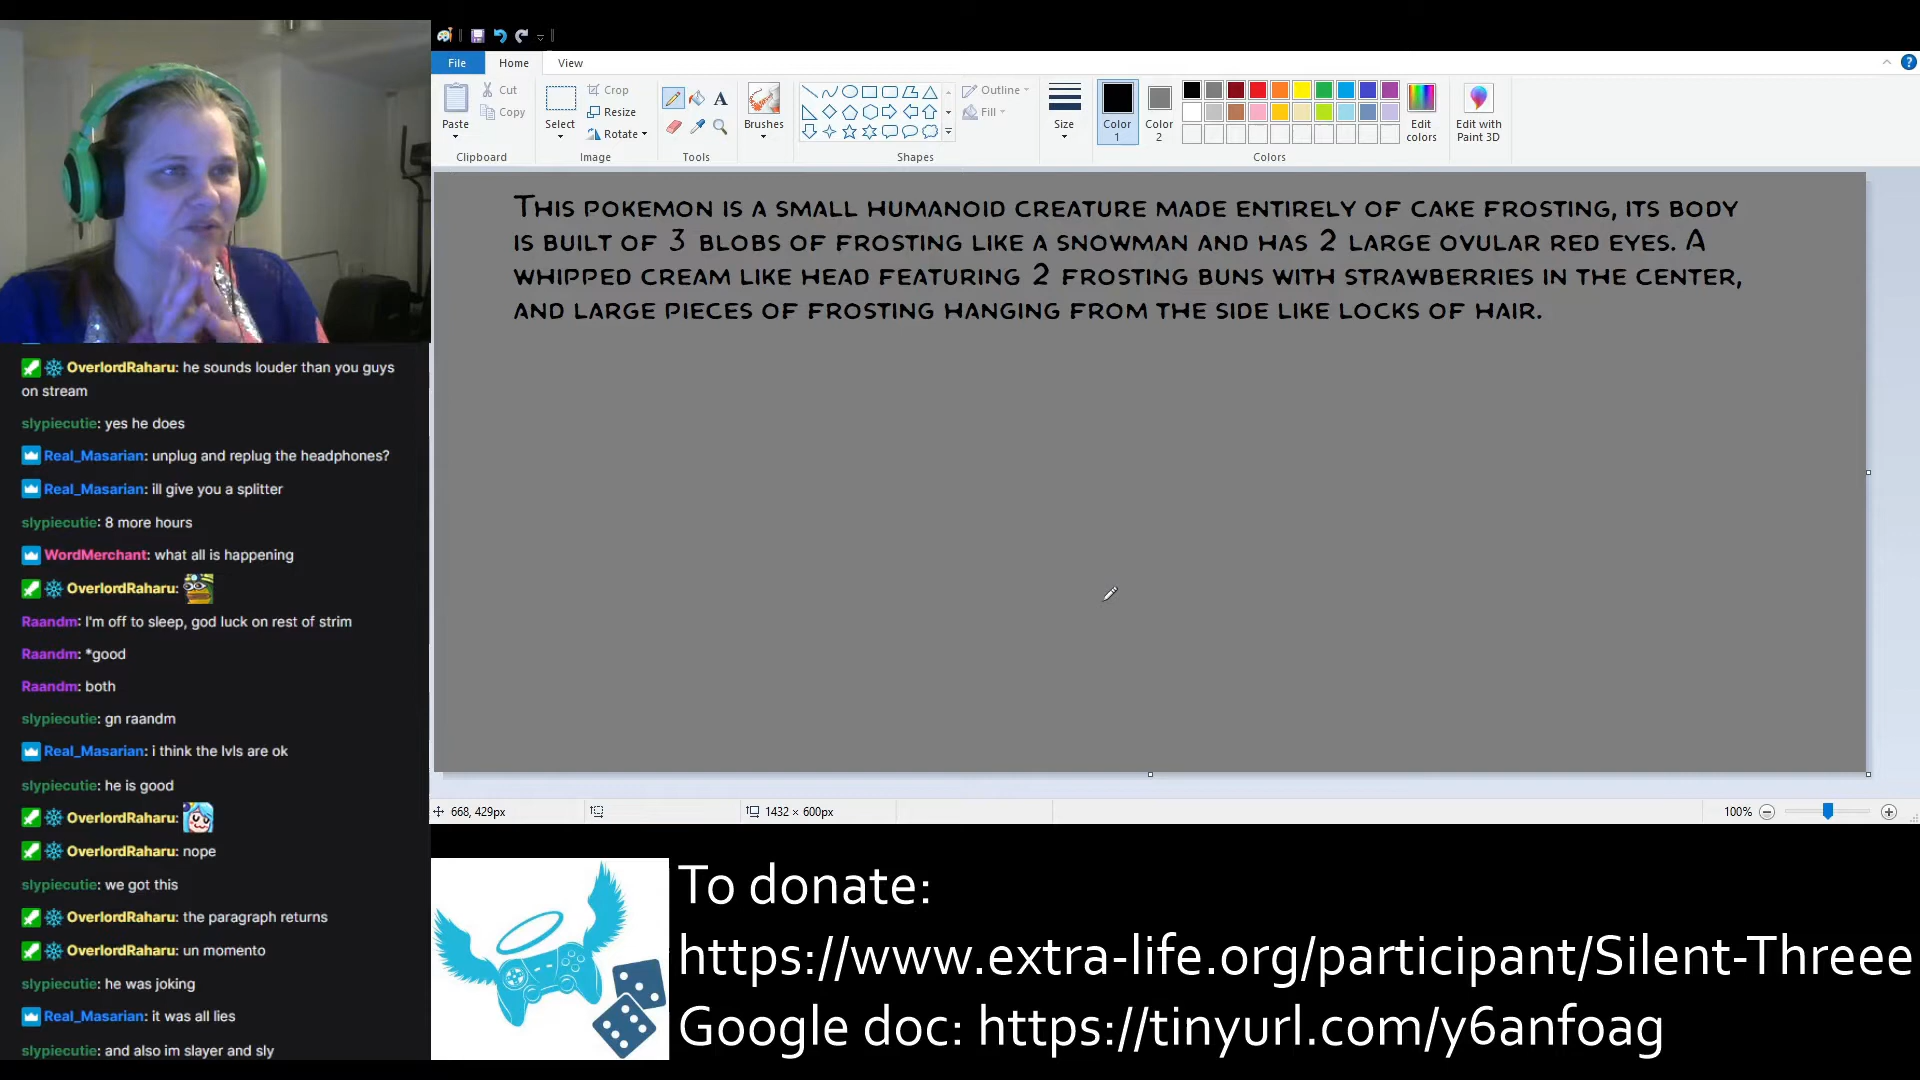 File
Home
View
Paste
Cut
Copy
Clipboard
Select
Crop
Resize
Rotate
Image
Tools
Brushes
Shapes
Outline
Fill
Size
Color
1
Color
2
Colors
Edit
colors
Edit with
Paint 3D
This pokemon is a small humanoid creature made entirely of cake frosting, its body
is built of 3 blobs of frosting like a snowman and has 2 large ovular red eyes. A
whipped cream like head featuring 2 frosting buns with strawberries in the center,
and large pieces of frosting hanging from the side like locks of hair.
OverlordRaharu: he sounds louder than you guys
on stream
slypiecutie: yes he does
Real_Masarian: unplug and replug the headphones?
Real_Masarian: ill give you a splitter
slypiecutie: 8 more hours
WordMerchant: what all is happening
OverlordRaharu:
Raandm: I'm off to sleep, god luck on rest of strim
Raandm: *good
Raandm: both
slypiecutie: gn raandm
Real_Masarian: i think the lvls are ok
slypiecutie: he is good
OverlordRaharu:
OverlordRaharu: nope
slypiecutie: we got this
OverlordRaharu: the paragraph returns
OverlordRaharu: un momento
slypiecutie: he was joking
Real_Masarian: it was all lies
slypiecutie: and also im slayer and sly
668, 429px
1432 × 600px
100%
To donate:
https://www.extra-life.org/participant/Silent-Threee
Google doc: https://tinyurl.com/y6anfoag